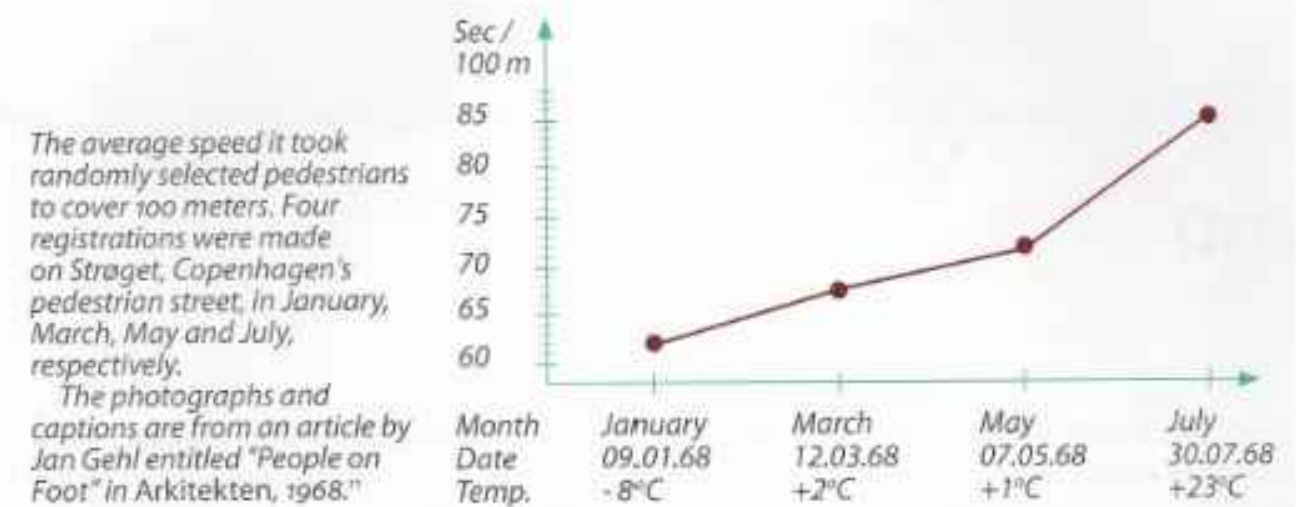 The average speed it took
randomly selected pedestrians
to cover 100 meters. Four
registrations were made
on Strøget, Copenhagen's
pedestrian street, in January,
March, May and July,
respectively.
The photographs and
captions are from an article by
Jan Gehl entitled "People on
Foot" in Arkitekten, 1968."
Sec /
100 m
85
80
75
70
65
60
Month January March May July
Date 09.01.68 12.03.68 07.05.68 30.07.68
Temp. - 8°C +2°C +1°C +23°C